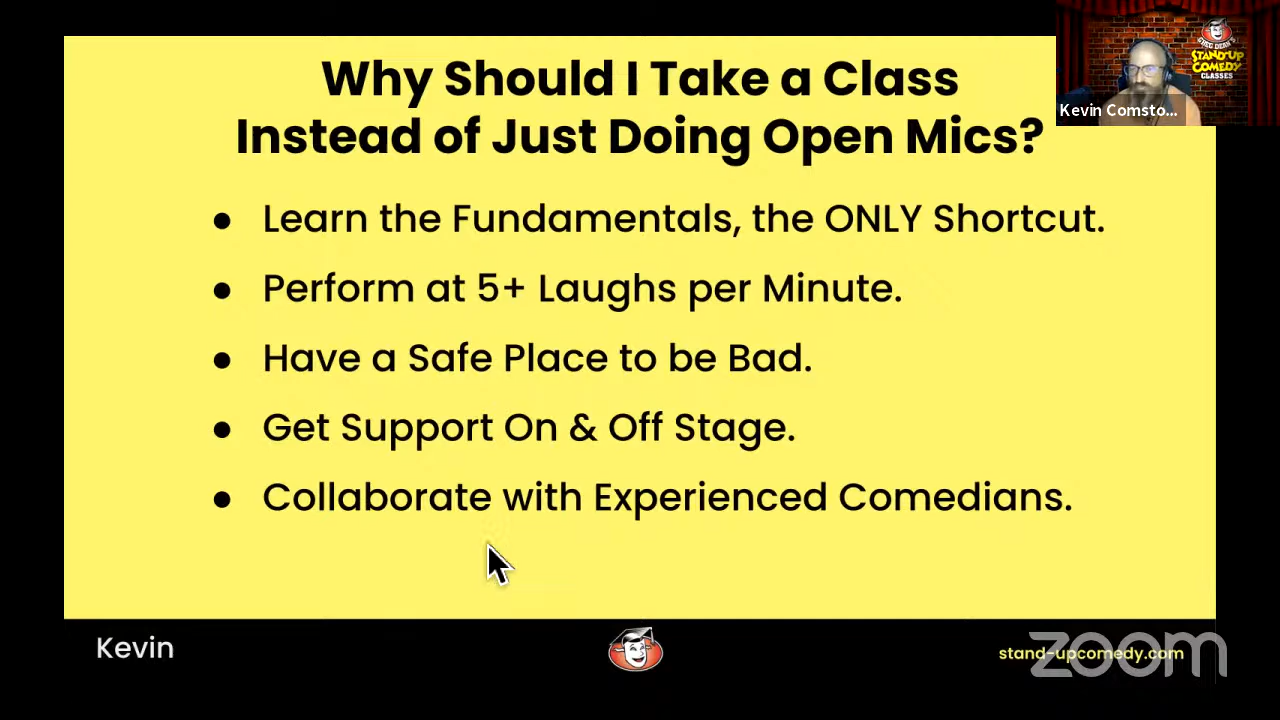 Why Should I Take a Class
Instead of Just Doing Open Mics?
GREG DEAN'S
STAND-UP
COMEDY
CLASSES
Kevin Comsto...
● Learn the Fundamentals, the ONLY Shortcut.
● Perform at 5+ Laughs per Minute.
● Have a Safe Place to be Bad.
● Get Support On & Off Stage.
● Collaborate with Experienced Comedians.
Kevin
stand-upcomedy.com
zoom